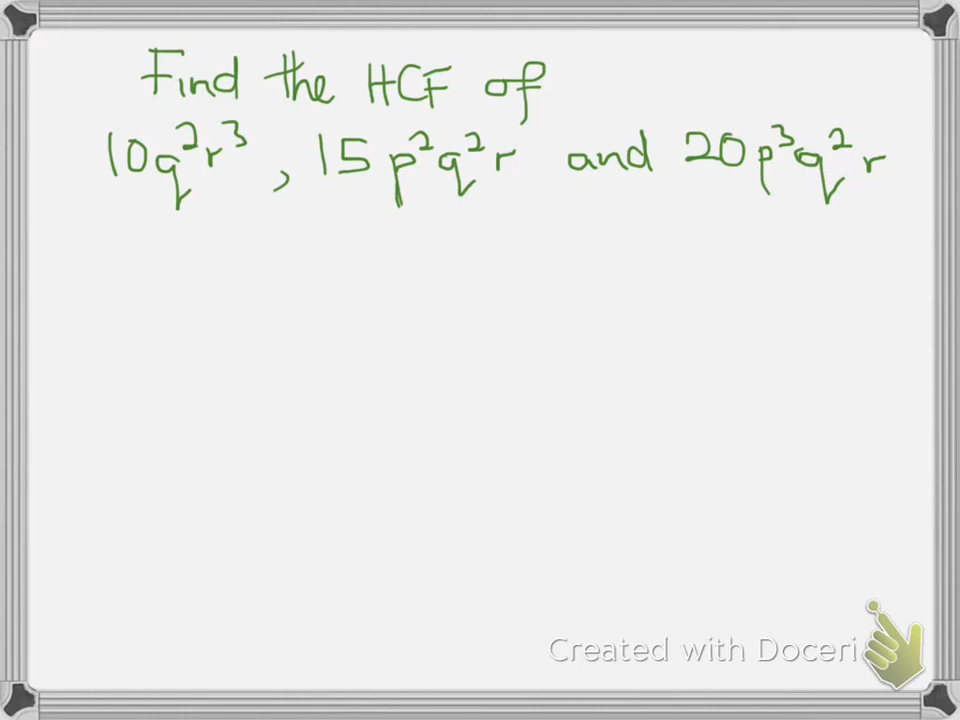 Find the HCF of
10q²r³, 15p²q²r and 20p³q²r
Created with Doceri